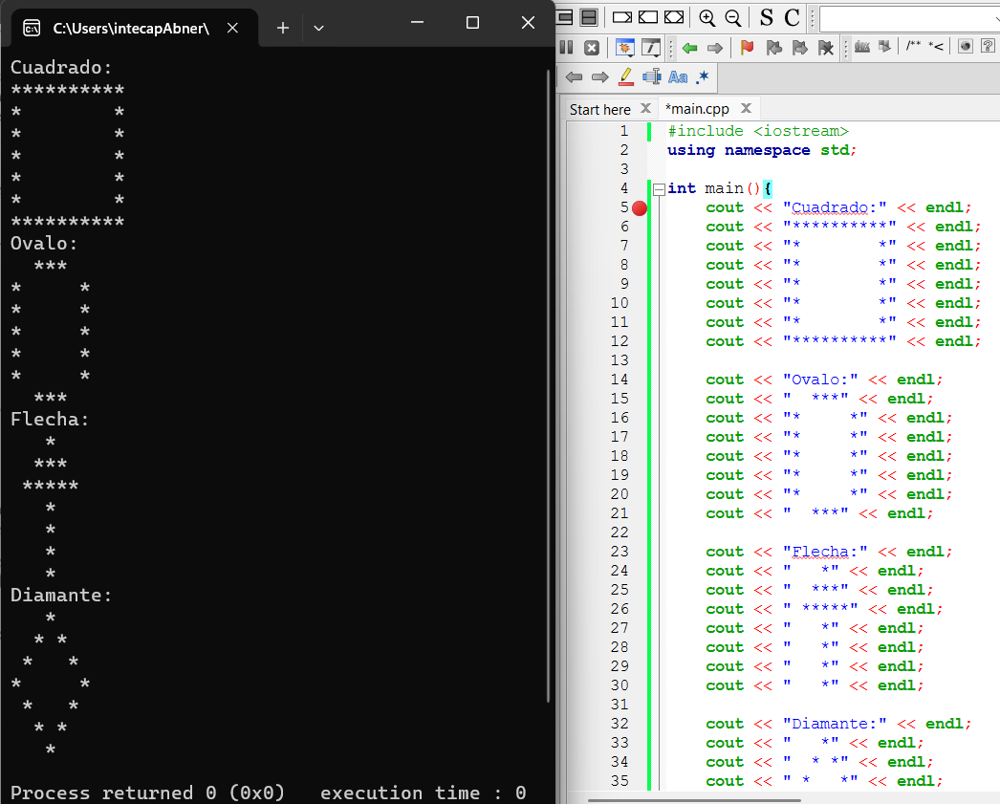 C:\Users\intecapAbner\
Cuadrado:
**********
*        *
*        *
*        *
*        *
*        *
**********
Ovalo:
  ***
*     *
*     *
*     *
*     *
*     *
  ***
Flecha:
   *
  ***
 *****
   *
   *
   *
   *
Diamante:
   *
  * *
 *   *
*     *
 *   *
  * *
   *
Process returned 0 (0x0)   execution time : 0
S C
/** *<
Aa .*
Start here
*main.cpp
1 #include <iostream>
2 using namespace std;
3
4 int main(){
5     cout << "Cuadrado:" << endl;
6     cout << "**********" << endl;
7     cout << "*        *" << endl;
8     cout << "*        *" << endl;
9     cout << "*        *" << endl;
10     cout << "*        *" << endl;
11     cout << "*        *" << endl;
12     cout << "**********" << endl;
13
14     cout << "Ovalo:" << endl;
15     cout << "  ***" << endl;
16     cout << "*     *" << endl;
17     cout << "*     *" << endl;
18     cout << "*     *" << endl;
19     cout << "*     *" << endl;
20     cout << "*     *" << endl;
21     cout << "  ***" << endl;
22
23     cout << "Flecha:" << endl;
24     cout << "   *" << endl;
25     cout << "  ***" << endl;
26     cout << " *****" << endl;
27     cout << "   *" << endl;
28     cout << "   *" << endl;
29     cout << "   *" << endl;
30     cout << "   *" << endl;
31
32     cout << "Diamante:" << endl;
33     cout << "   *" << endl;
34     cout << "  * *" << endl;
35     cout << " *   *" << endl;